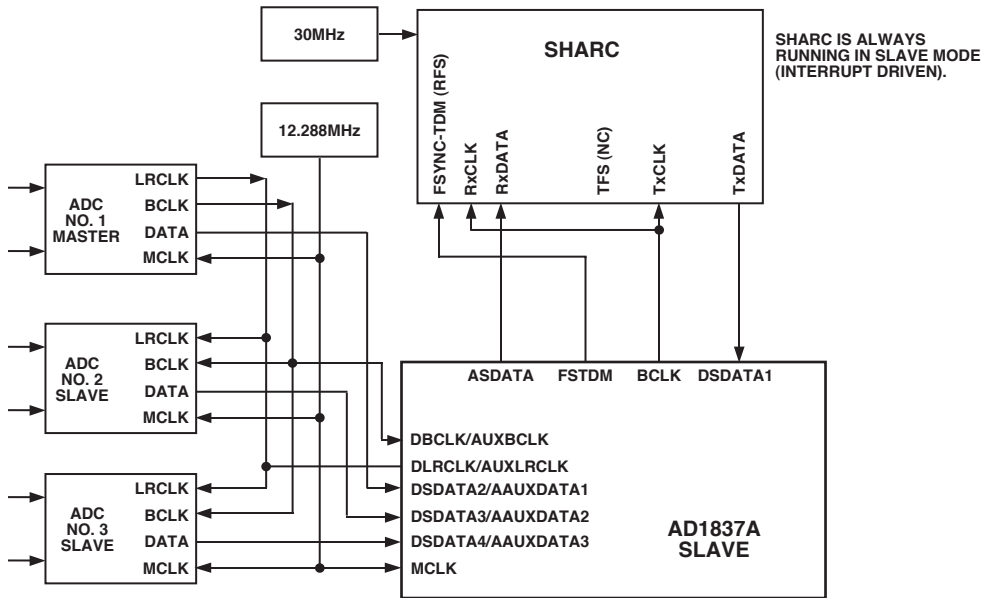 30MHz
SHARC
SHARC IS ALWAYS
RUNNING IN SLAVE MODE
(INTERRUPT DRIVEN).
FSYNC-TDM (RFS)
RxCLK
RxDATA
TFS (NC)
TxCLK
TxDATA
12.288MHz
ADC
NO. 1
MASTER
LRCLK
BCLK
DATA
MCLK
ADC
NO. 2
SLAVE
LRCLK
BCLK
DATA
MCLK
ADC
NO. 3
SLAVE
LRCLK
BCLK
DATA
MCLK
ASDATA
FSTDM
BCLK
DSDATA1
DBCLK/AUXBCLK
DLRCLK/AUXLRCLK
DSDATA2/AAUXDATA1
DSDATA3/AAUXDATA2
DSDATA4/AAUXDATA3
MCLK
AD1837A
SLAVE